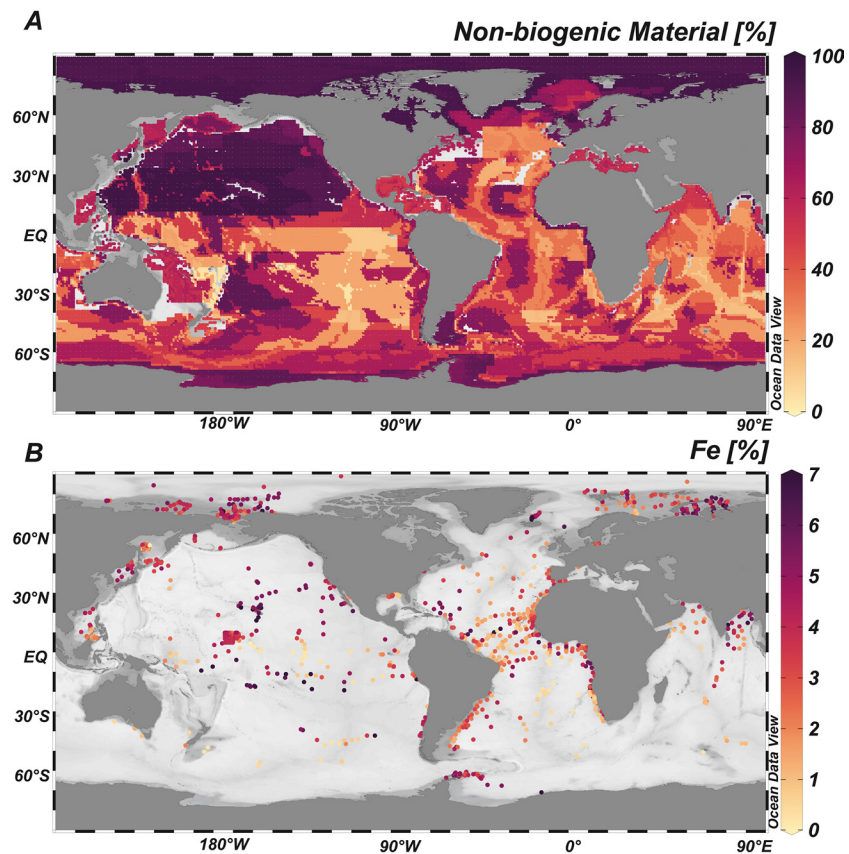 A
Non-biogenic Material [%]
60°N
30°N
EQ
30°S
60°S
180°W
90°W
0°
90°E
100
80
60
40
20
0
Ocean Data View
B
Fe [%]
60°N
30°N
EQ
30°S
60°S
180°W
90°W
0°
90°E
7
6
5
4
3
2
1
0
Ocean Data View